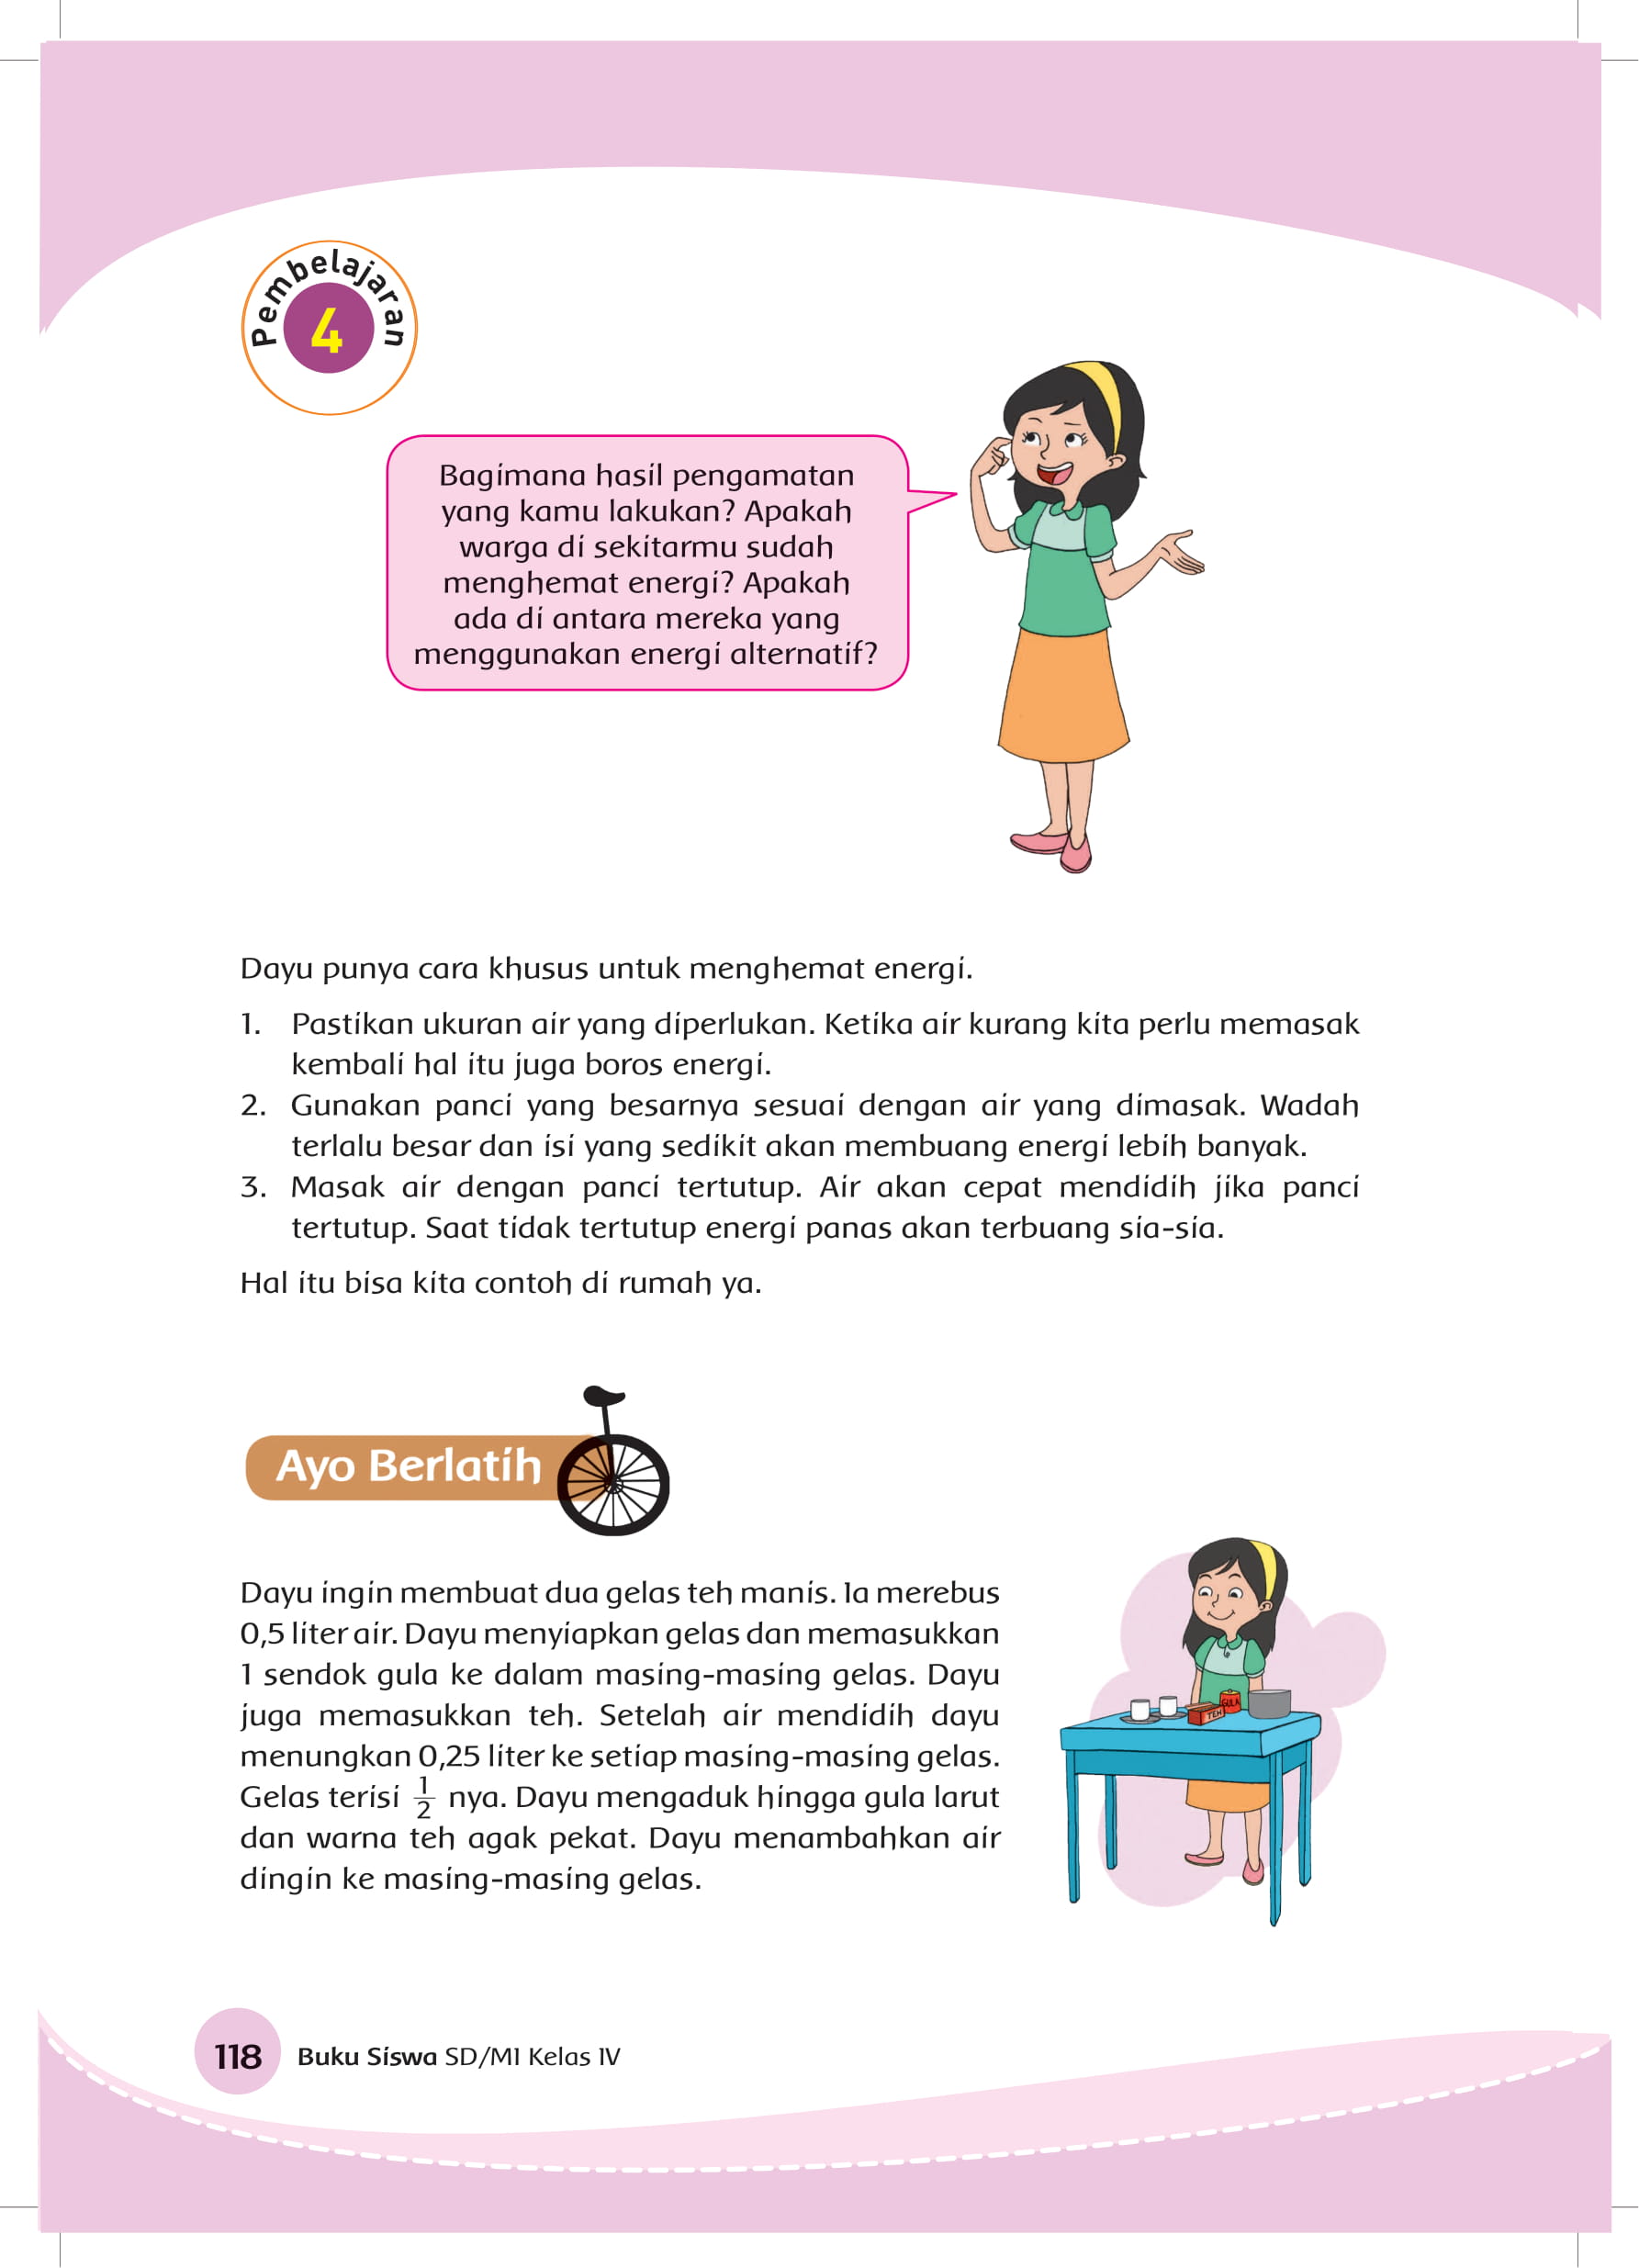 Pembelajaran
4
Bagimana hasil pengamatan
yang kamu lakukan? Apakah
warga di sekitarmu sudah
menghemat energi? Apakah
ada di antara mereka yang
menggunakan energi alternatif?
Dayu punya cara khusus untuk menghemat energi.
1. Pastikan ukuran air yang diperlukan. Ketika air kurang kita perlu memasak
kembali hal itu juga boros energi.
2. Gunakan panci yang besarnya sesuai dengan air yang dimasak. Wadah
terlalu besar dan isi yang sedikit akan membuang energi lebih banyak.
3. Masak air dengan panci tertutup. Air akan cepat mendidih jika panci
tertutup. Saat tidak tertutup energi panas akan terbuang sia-sia.
Hal itu bisa kita contoh di rumah ya.
Ayo Berlatih
Dayu ingin membuat dua gelas teh manis. Ia merebus
0,5 liter air. Dayu menyiapkan gelas dan memasukkan
1 sendok gula ke dalam masing-masing gelas. Dayu
juga memasukkan teh. Setelah air mendidih dayu
menungkan 0,25 liter ke setiap masing-masing gelas.
Gelas terisi 1/2 nya. Dayu mengaduk hingga gula larut
dan warna teh agak pekat. Dayu menambahkan air
dingin ke masing-masing gelas.
GULA
TEH
118 Buku Siswa SD/MI Kelas IV